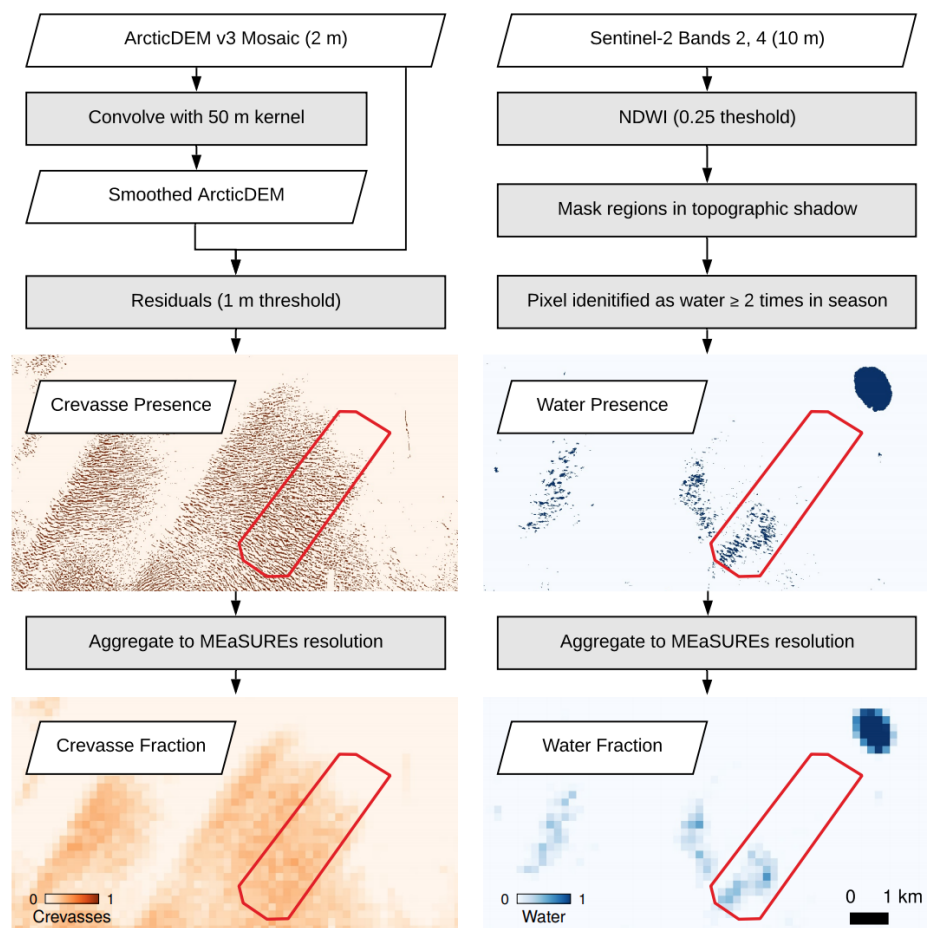 ArcticDEM v3 Mosaic (2 m)
Convolve with 50 m kernel
Smoothed ArcticDEM
Residuals (1 m threshold)
Crevasse Presence
Aggregate to MEaSUREs resolution
Crevasse Fraction
0 1
Crevasses
Sentinel-2 Bands 2, 4 (10 m)
NDWI (0.25 theshold)
Mask regions in topographic shadow
Pixel idenitified as water ≥ 2 times in season
Water Presence
Aggregate to MEaSUREs resolution
Water Fraction
0 1
Water
0 1 km